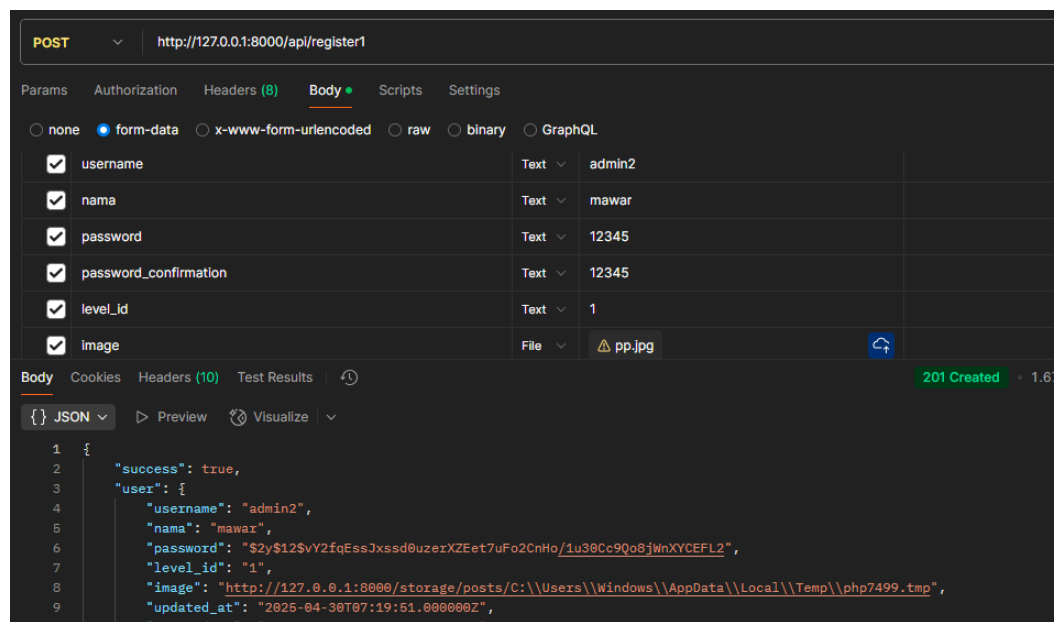 POST http://127.0.0.1:8000/api/register1
Params Authorization Headers (8) Body Scripts Settings
none form-data x-www-form-urlencoded raw binary GraphQL
username Text admin2
nama Text mawar
password Text 12345
password_confirmation Text 12345
level_id Text 1
image File pp.jpg
Body Cookies Headers (10) Test Results 201 Created
{} JSON Preview Visualize
1 {
2 "success": true,
3 "user": {
4 "username": "admin2",
5 "nama": "mawar",
6 "password": "$2y$12$vY2fqEssJxssd0uzerXZEet7uFo2CnHo/1u30Cc9Qo8jWnXYCEFL2",
7 "level_id": "1",
8 "image": "http://127.0.0.1:8000/storage/posts/C:\\Users\\Windows\\AppData\\Local\\Temp\\php7499.tmp",
9 "updated_at": "2025-04-30T07:19:51.000000Z",